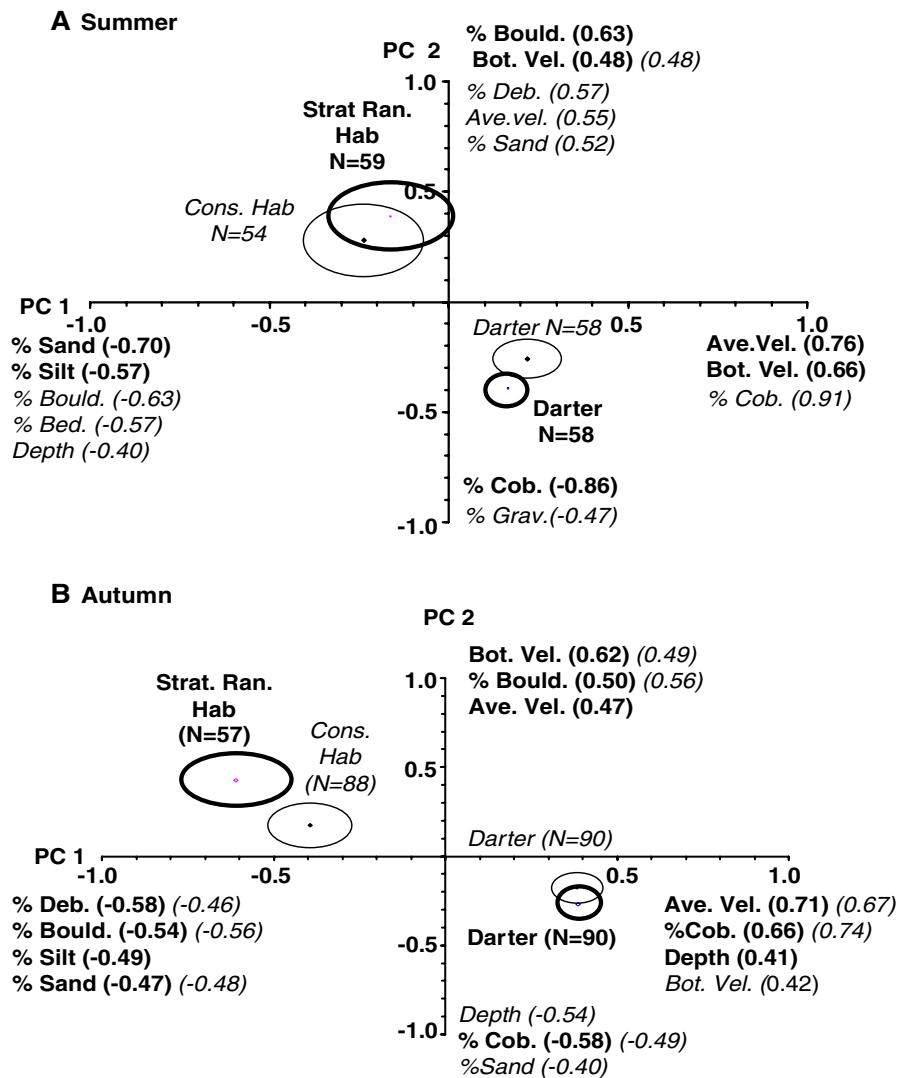 A Summer
PC 2
% Bould. (0.63)
Bot. Vel. (0.48) (0.48)
% Deb. (0.57)
Ave.vel. (0.55)
% Sand (0.52)
1.0
Strat Ran.
Hab
N=59
0.5
Cons. Hab
N=54
PC 1
-1.0
-0.5
0.5
1.0
% Sand (-0.70)
% Silt (-0.57)
% Bould. (-0.63)
% Bed. (-0.57)
Depth (-0.40)
Darter N=58
Ave.Vel. (0.76)
Bot. Vel. (0.66)
% Cob. (0.91)
-0.5
Darter
N=58
% Cob. (-0.86)
% Grav.(-0.47)
-1.0
B Autumn
PC 2
Bot. Vel. (0.62) (0.49)
% Bould. (0.50) (0.56)
Ave. Vel. (0.47)
1.0
Strat. Ran.
Hab
(N=57)
Cons.
Hab
(N=88)
0.5
Darter (N=90)
PC 1
-1.0
-0.5
0.5
1.0
% Deb. (-0.58) (-0.46)
% Bould. (-0.54) (-0.56)
% Silt (-0.49)
% Sand (-0.47) (-0.48)
Ave. Vel. (0.71) (0.67)
%Cob. (0.66) (0.74)
Depth (0.41)
Bot. Vel. (0.42)
Darter (N=90)
-0.5
Depth (-0.54)
% Cob. (-0.58) (-0.49)
%Sand (-0.40)
-1.0